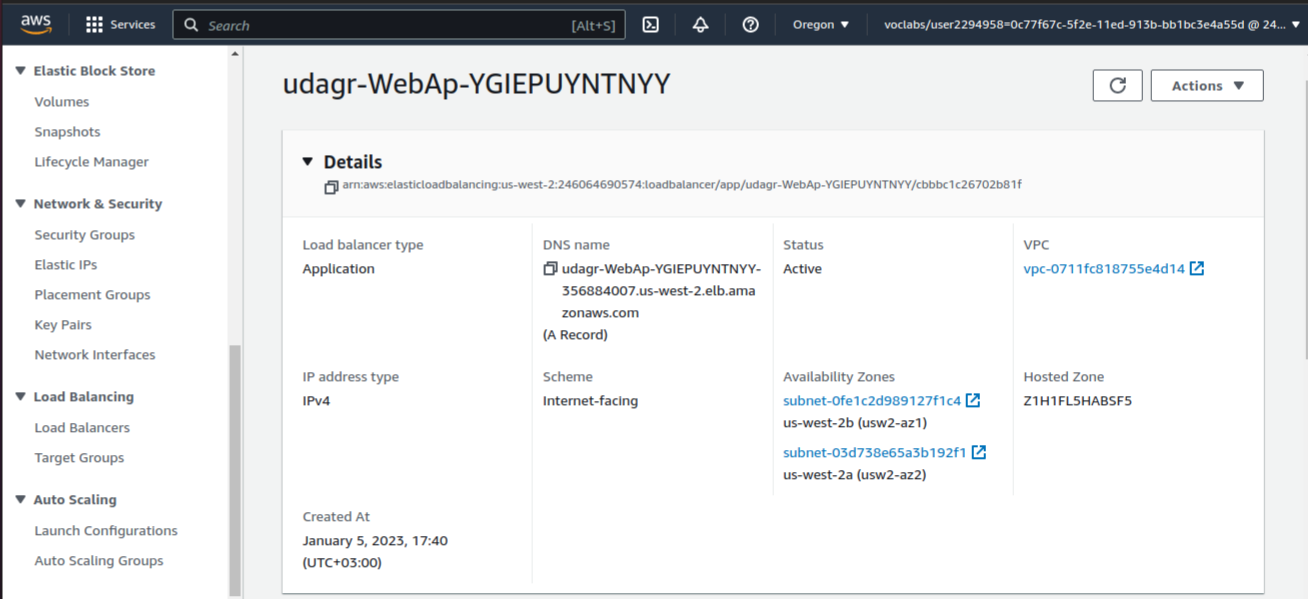 aws Services Search [Alt+S] Oregon voclabs/user2294958=0c77f67c-5f2e-11ed-913b-bb1bc3e4a55d @ 24...
Elastic Block Store
Volumes
Snapshots
Lifecycle Manager
Network & Security
Security Groups
Elastic IPs
Placement Groups
Key Pairs
Network Interfaces
Load Balancing
Load Balancers
Target Groups
Auto Scaling
Launch Configurations
Auto Scaling Groups
udagr-WebAp-YGIEPUYNTNYY
Actions
Details
arn:aws:elasticloadbalancing:us-west-2:246064690574:loadbalancer/app/udagr-WebAp-YGIEPUYNTNYY/cbbbc1c26702b81f
Load balancer type
Application
DNS name
udagr-WebAp-YGIEPUYNTNYY-
356884007.us-west-2.elb.ama
zonaws.com
(A Record)
Status
Active
VPC
vpc-0711fc818755e4d14
IP address type
IPv4
Scheme
Internet-facing
Availability Zones
subnet-0fe1c2d989127f1c4
us-west-2b (usw2-az1)
subnet-03d738e65a3b192f1
us-west-2a (usw2-az2)
Hosted Zone
Z1H1FL5HABSF5
Created At
January 5, 2023, 17:40
(UTC+03:00)